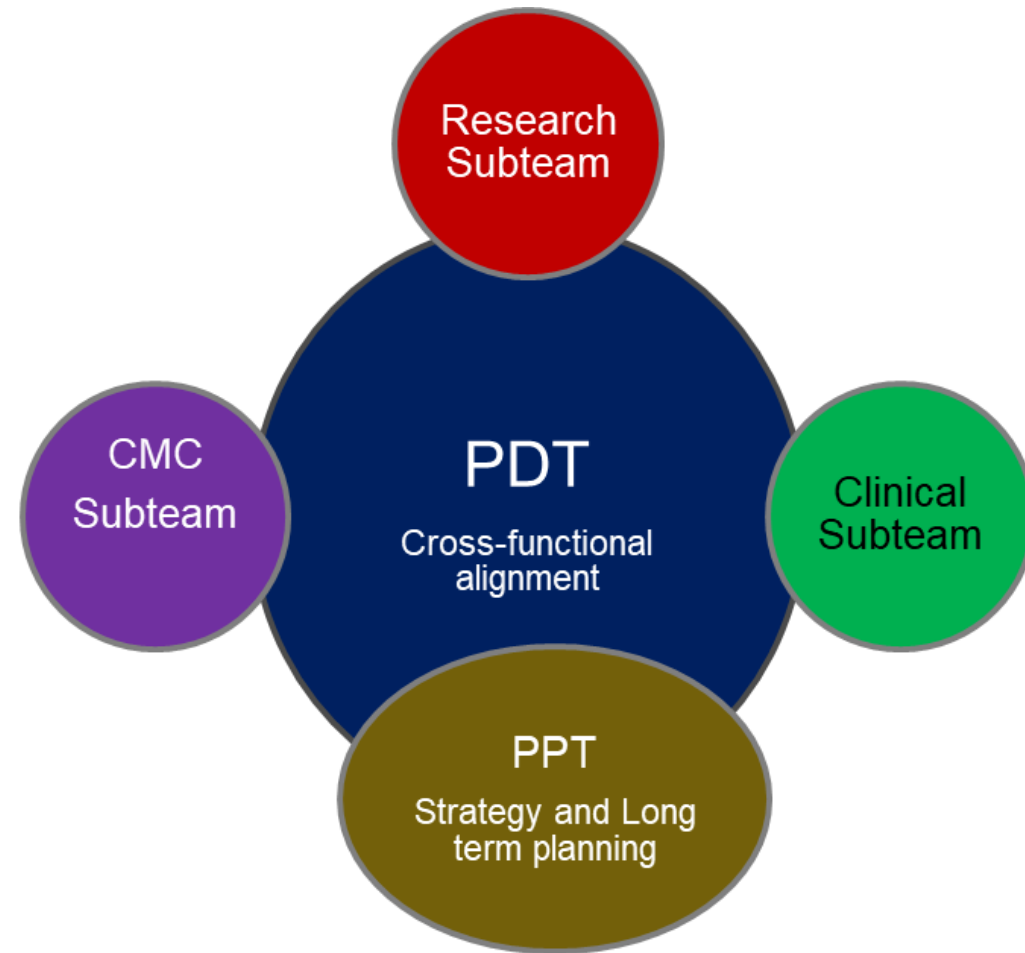 Research
Subteam
CMC
Subteam
PDT
Cross-functional
alignment
Clinical
Subteam
PPT
Strategy and Long
term planning